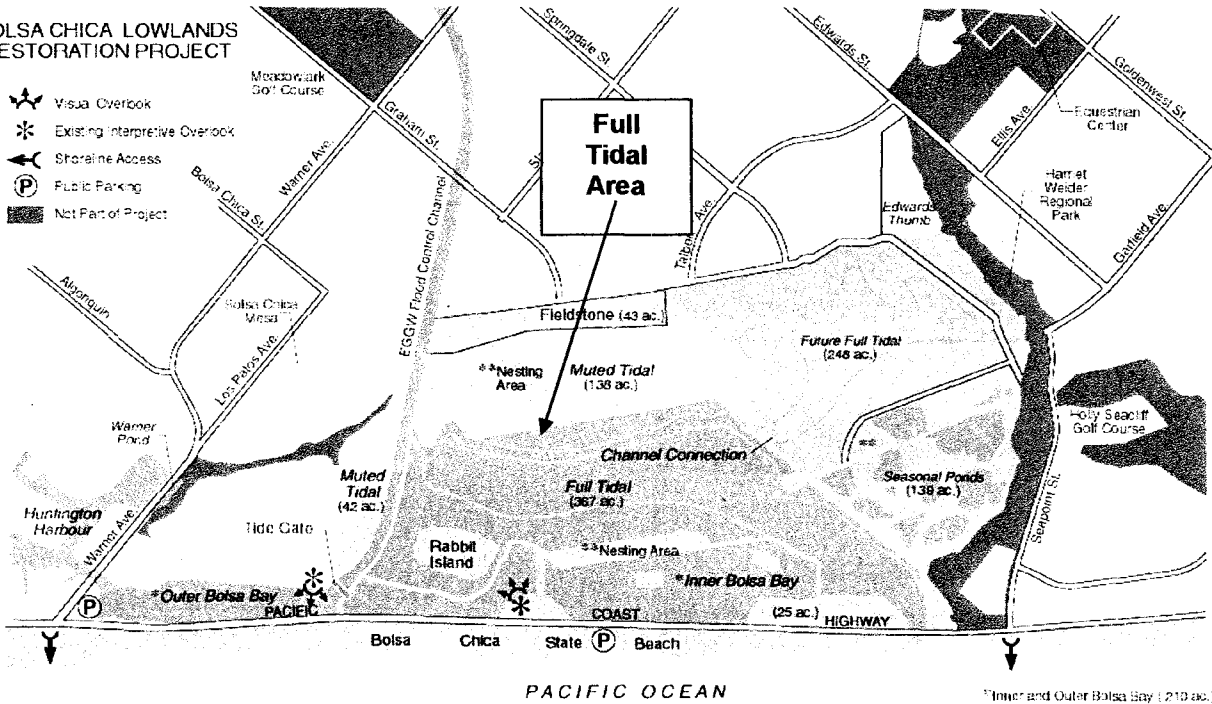 OLSA CHICA LOWLANDS
ESTORATION PROJECT
Visual Overlook
Existing Interpretive Overlook
Shoreline Access
P Public Parking
Not Part of Project
Meadowlark
Golf Course
Springdale St.
Edwards St.
Goldenwest St.
Equestrian
Center
Ellis Ave.
Graham St.
Warner Ave.
Bolsa Chica St.
Full
Tidal
Area
St.
Talbert Ave.
Edwards
Thumb
Harriet
Weider
Regional
Park
Garfield Ave.
Algonquin
Bolsa Chica
Mesa
Los Patos Ave.
EGGW Flood Control Channel
Fieldstone (43 ac.)
Future Full Tidal
(248 ac.)
**Nesting
Area
Muted Tidal
(138 ac.)
Holly Seacliff
Golf Course
Warner
Pond
**
Channel Connection
Seasonal Ponds
(139 ac.)
Muted
Tidal
(42 ac.)
Full Tidal
(367 ac.)
Seapoint St.
Huntington
Harbour
Warner Ave.
Tide Gate
Rabbit
Island
**Nesting Area
*Inner Bolsa Bay
*Outer Bolsa Bay
(25 ac.)
P
PACIFIC COAST HIGHWAY
Bolsa Chica State P Beach
PACIFIC OCEAN
*Inner and Outer Bolsa Bay (210 ac.)